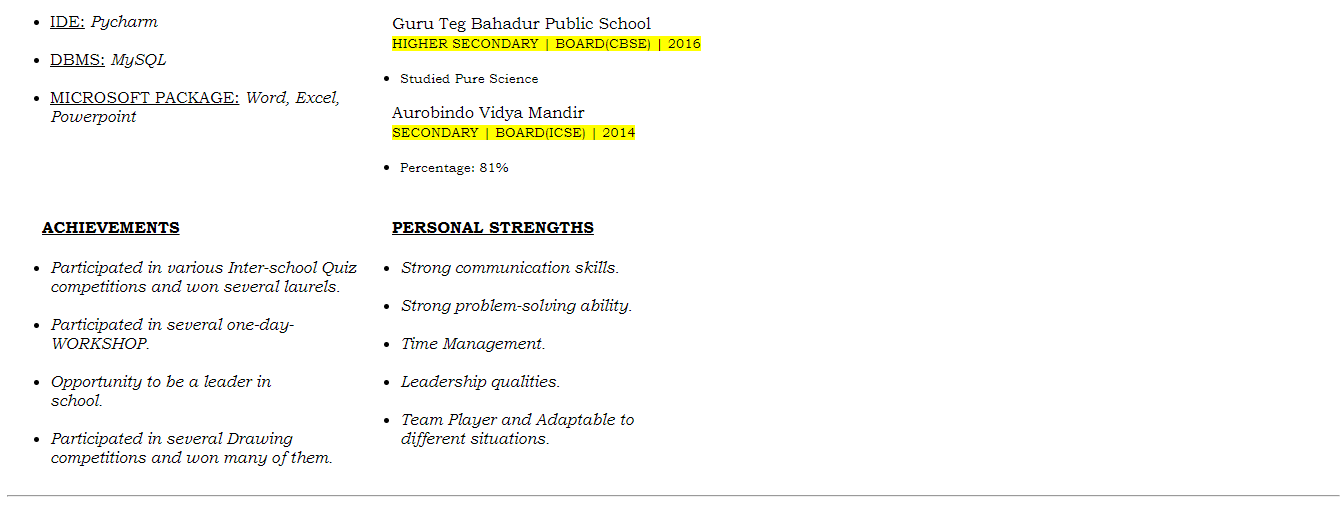 IDE: Pycharm
DBMS: MySQL
MICROSOFT PACKAGE: Word, Excel,
Powerpoint
Guru Teg Bahadur Public School
HIGHER SECONDARY | BOARD(CBSE) | 2016
Studied Pure Science
Aurobindo Vidya Mandir
SECONDARY | BOARD(ICSE) | 2014
Percentage: 81%
ACHIEVEMENTS
Participated in various Inter-school Quiz
competitions and won several laurels.
Participated in several one-day-
WORKSHOP.
Opportunity to be a leader in
school.
Participated in several Drawing
competitions and won many of them.
PERSONAL STRENGTHS
Strong communication skills.
Strong problem-solving ability.
Time Management.
Leadership qualities.
Team Player and Adaptable to
different situations.